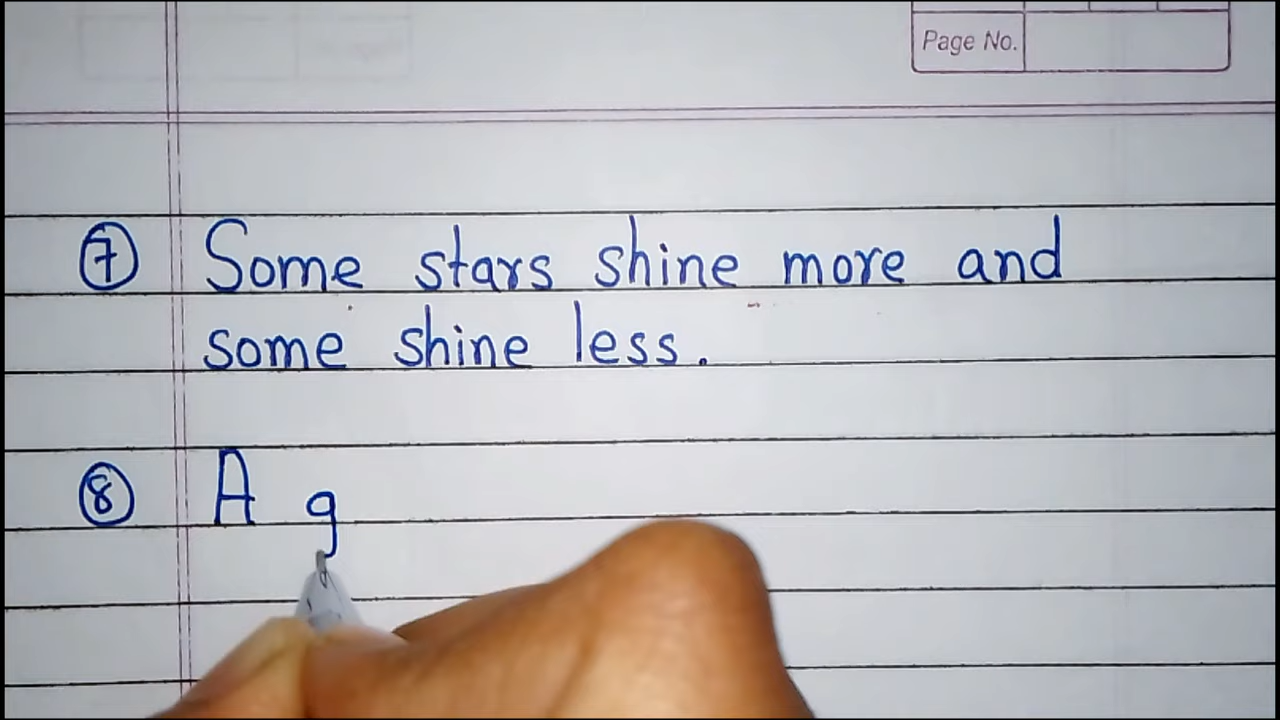 Page No.
⑦ Some stars shine more and
some shine less.
⑧ A g